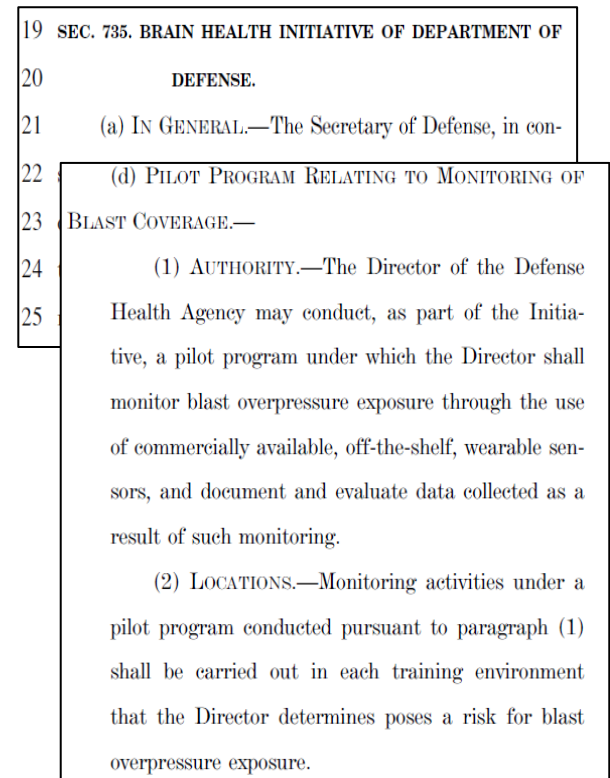 19 SEC. 735. BRAIN HEALTH INITIATIVE OF DEPARTMENT OF
20 DEFENSE.
21 (a) IN GENERAL.—The Secretary of Defense, in con-
22
23
24
25
(d) PILOT PROGRAM RELATING TO MONITORING OF
BLAST COVERAGE.—
(1) AUTHORITY.—The Director of the Defense
Health Agency may conduct, as part of the Initia-
tive, a pilot program under which the Director shall
monitor blast overpressure exposure through the use
of commercially available, off-the-shelf, wearable sen-
sors, and document and evaluate data collected as a
result of such monitoring.
(2) LOCATIONS.—Monitoring activities under a
pilot program conducted pursuant to paragraph (1)
shall be carried out in each training environment
that the Director determines poses a risk for blast
overpressure exposure.